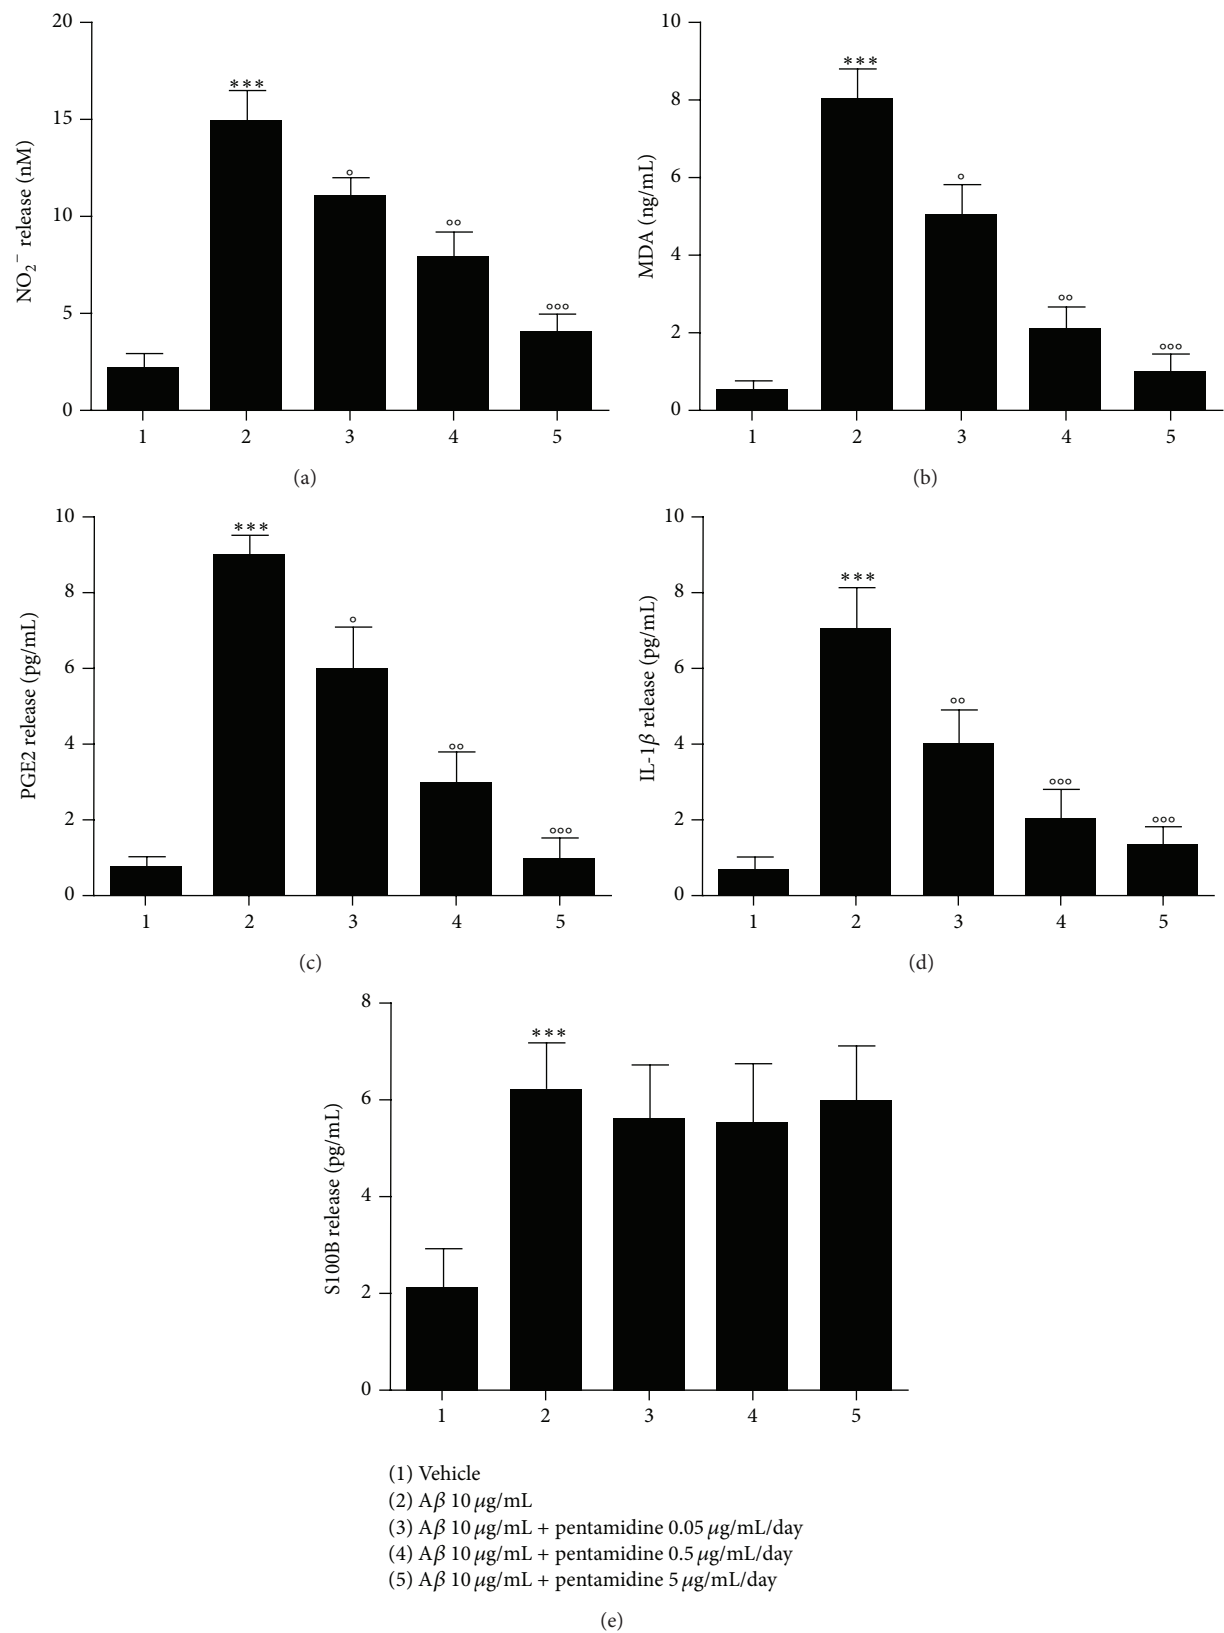 20
15
10
5
0
NO₂⁻ release (nM)
***
°
°°
°°°
1 2 3 4 5
(a)
10
8
6
4
2
0
MDA (ng/mL)
***
°
°°
°°°
1 2 3 4 5
(b)
10
8
6
4
2
0
PGE2 release (pg/mL)
***
°
°°
°°°
1 2 3 4 5
(c)
10
8
6
4
2
0
IL-1β release (pg/mL)
***
°°
°°°
°°°
1 2 3 4 5
(d)
8
6
4
2
0
S100B release (pg/mL)
***
1 2 3 4 5
(1) Vehicle
(2) Aβ 10 μg/mL
(3) Aβ 10 μg/mL + pentamidine 0.05 μg/mL/day
(4) Aβ 10 μg/mL + pentamidine 0.5 μg/mL/day
(5) Aβ 10 μg/mL + pentamidine 5 μg/mL/day
(e)